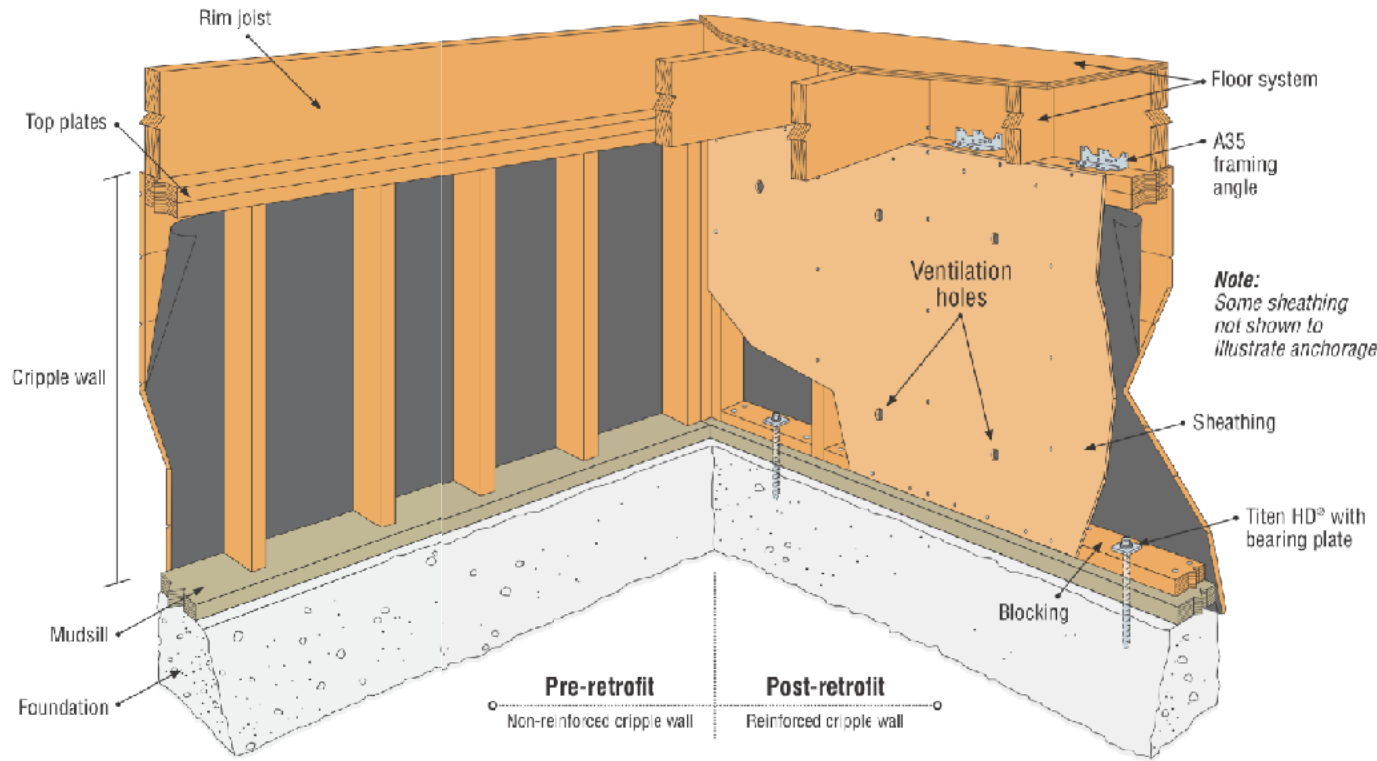 Rim joist
Top plates
Cripple wall
Mudsill
Foundation
Floor system
A35
framing
angle
Ventilation
holes
Note:
Some sheathing
not shown to
illustrate anchorage
Sheathing
Titen HD® with
bearing plate
Blocking
Pre-retrofit
Non-reinforced cripple wall
Post-retrofit
Reinforced cripple wall